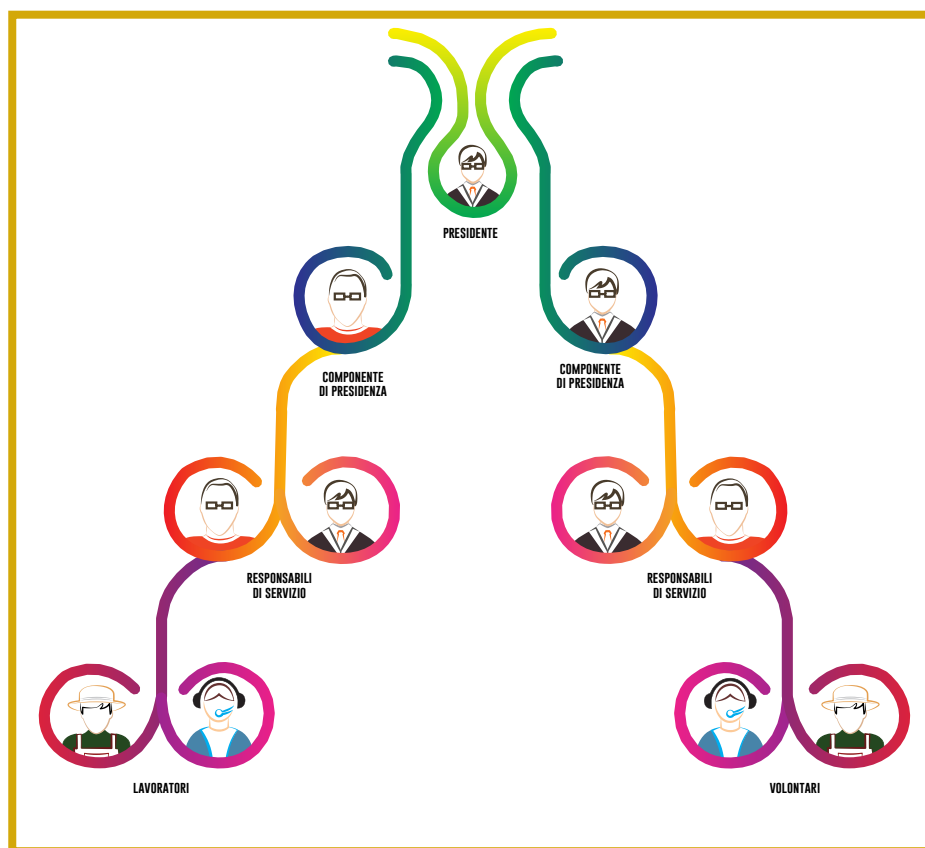 PRESIDENTE
COMPONENTE
DI PRESIDENZA
COMPONENTE
DI PRESIDENZA
RESPONSABILI
DI SERVIZIO
RESPONSABILI
DI SERVIZIO
LAVORATORI
VOLONTARI